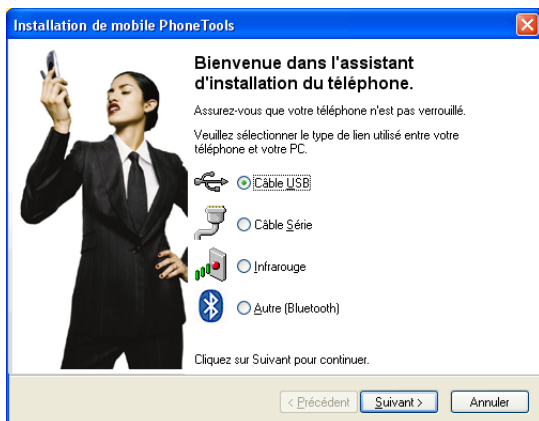 Installation de mobile PhoneTools
Bienvenue dans l'assistant
d'installation du téléphone.
Assurez-vous que votre téléphone n'est pas verrouillé.
Veuillez sélectionner le type de lien utilisé entre votre
téléphone et votre PC.
Câble USB
Câble Série
Infrarouge
Autre (Bluetooth)
Cliquez sur Suivant pour continuer.
< Précédent Suivant > Annuler